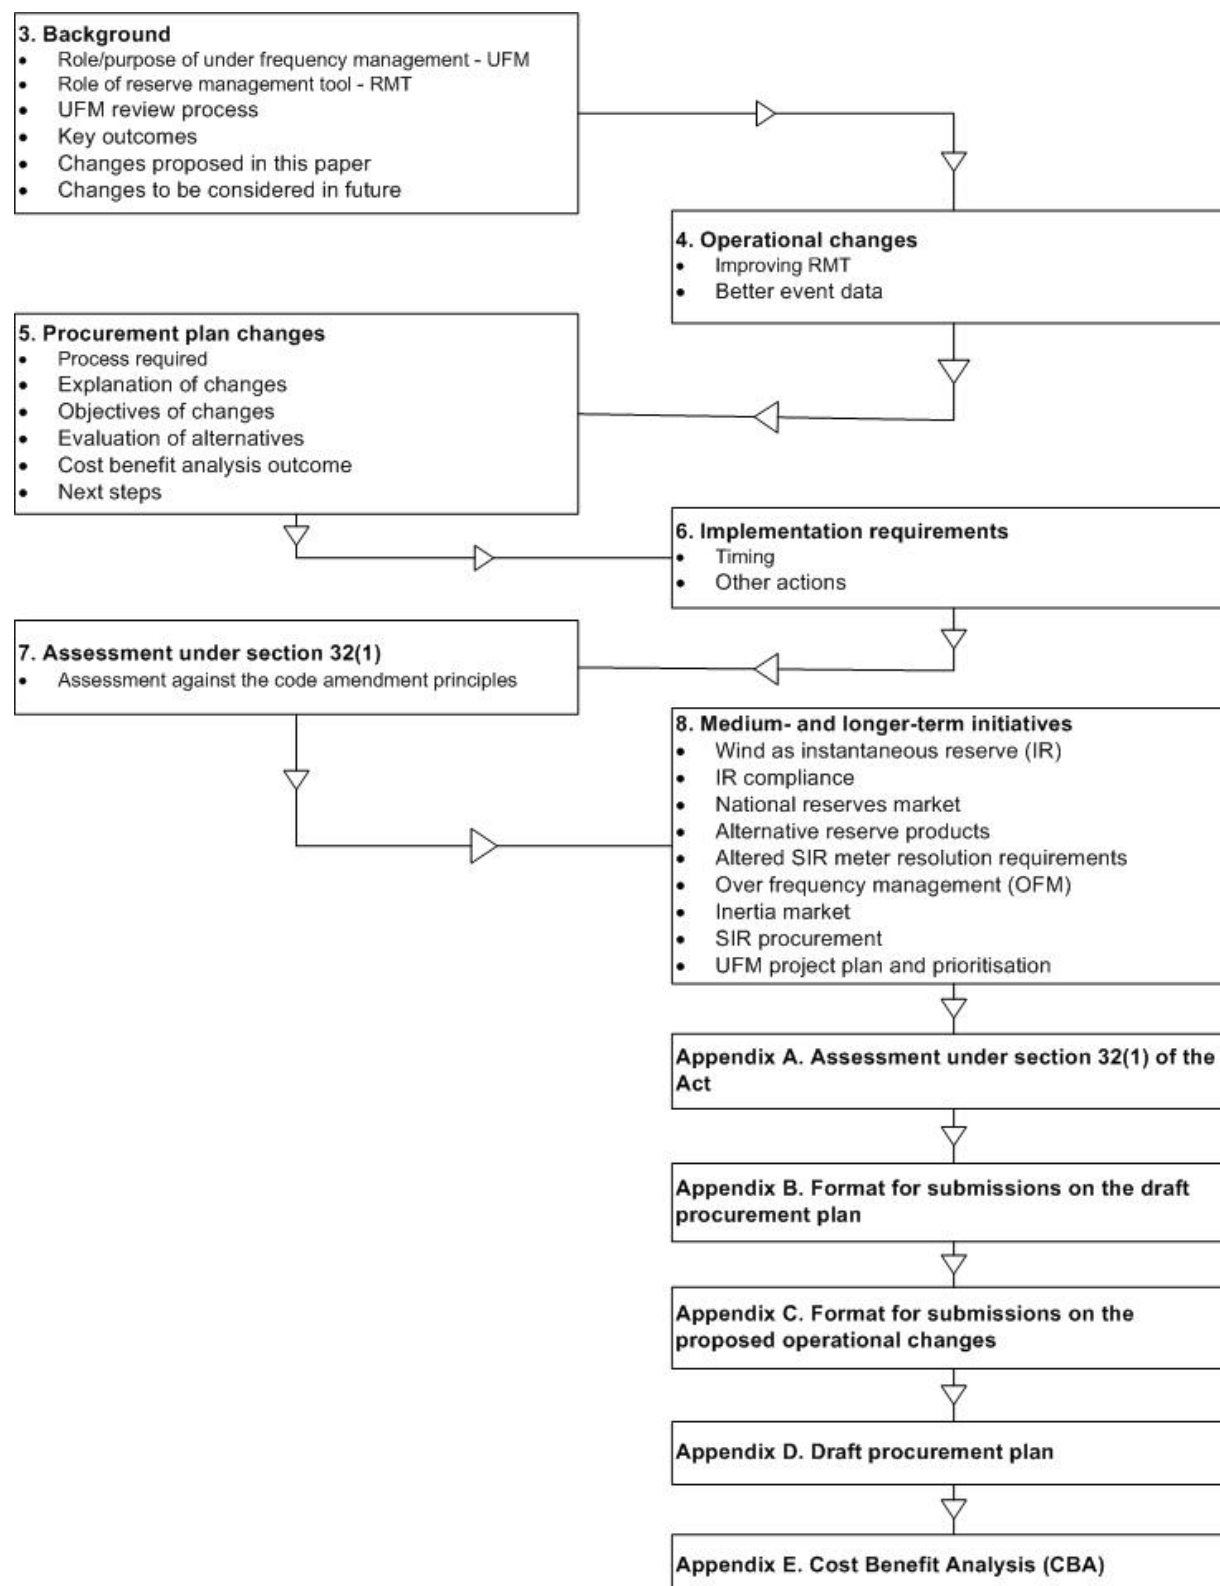 3. Background
• Role/purpose of under frequency management - UFM
• Role of reserve management tool - RMT
• UFM review process
• Key outcomes
• Changes proposed in this paper
• Changes to be considered in future
4. Operational changes
• Improving RMT
• Better event data
5. Procurement plan changes
• Process required
• Explanation of changes
• Objectives of changes
• Evaluation of alternatives
• Cost benefit analysis outcome
• Next steps
6. Implementation requirements
• Timing
• Other actions
7. Assessment under section 32(1)
• Assessment against the code amendment principles
8. Medium- and longer-term initiatives
• Wind as instantaneous reserve (IR)
• IR compliance
• National reserves market
• Alternative reserve products
• Altered SIR meter resolution requirements
• Over frequency management (OFM)
• Inertia market
• SIR procurement
• UFM project plan and prioritisation
Appendix A. Assessment under section 32(1) of the
Act
Appendix B. Format for submissions on the draft
procurement plan
Appendix C. Format for submissions on the
proposed operational changes
Appendix D. Draft procurement plan
Appendix E. Cost Benefit Analysis (CBA)